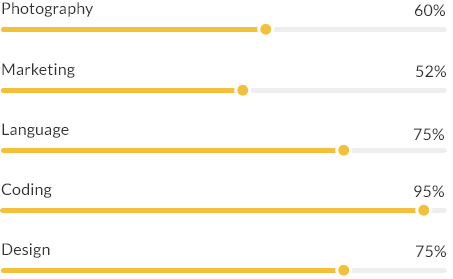 Photography 60%
Marketing 52%
Language 75%
Coding 95%
Design 75%